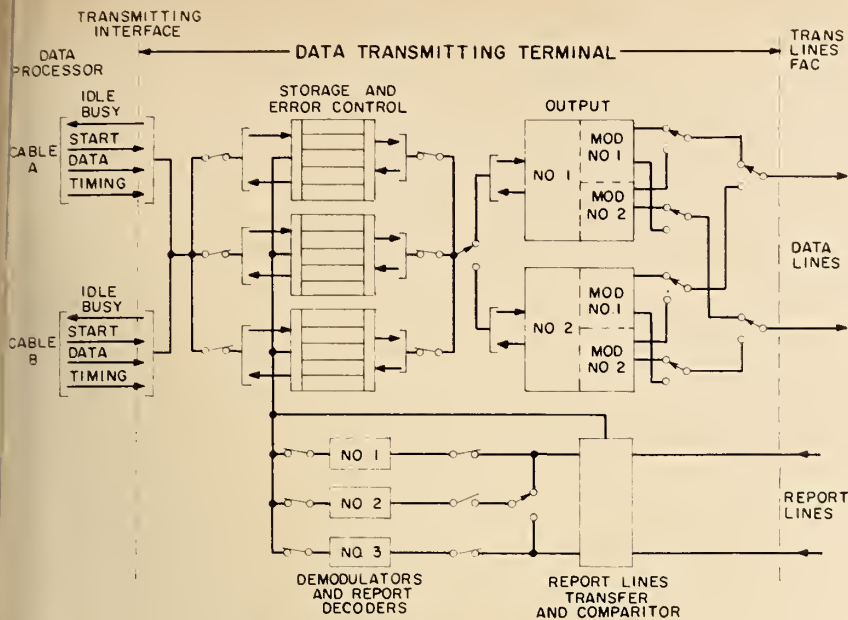 TRANSMITTING
INTERFACE
DATA
PROCESSOR
DATA TRANSMITTING TERMINAL
TRANS
LINES
FAC
IDLE
BUSY
START
DATA
TIMING
CABLE
A
STORAGE AND
ERROR CONTROL
OUTPUT
NO 1
MOD
NO 1
MOD
NO 2
DATA
LINES
IDLE
BUSY
START
DATA
TIMING
CABLE
B
NO 2
MOD
NO.1
MOD
NO 2
NO 1
NO 2
NO. 3
REPORT
LINES
DEMODULATORS
AND REPORT
DECODERS
REPORT LINES
TRANSFER
AND COMPARITOR